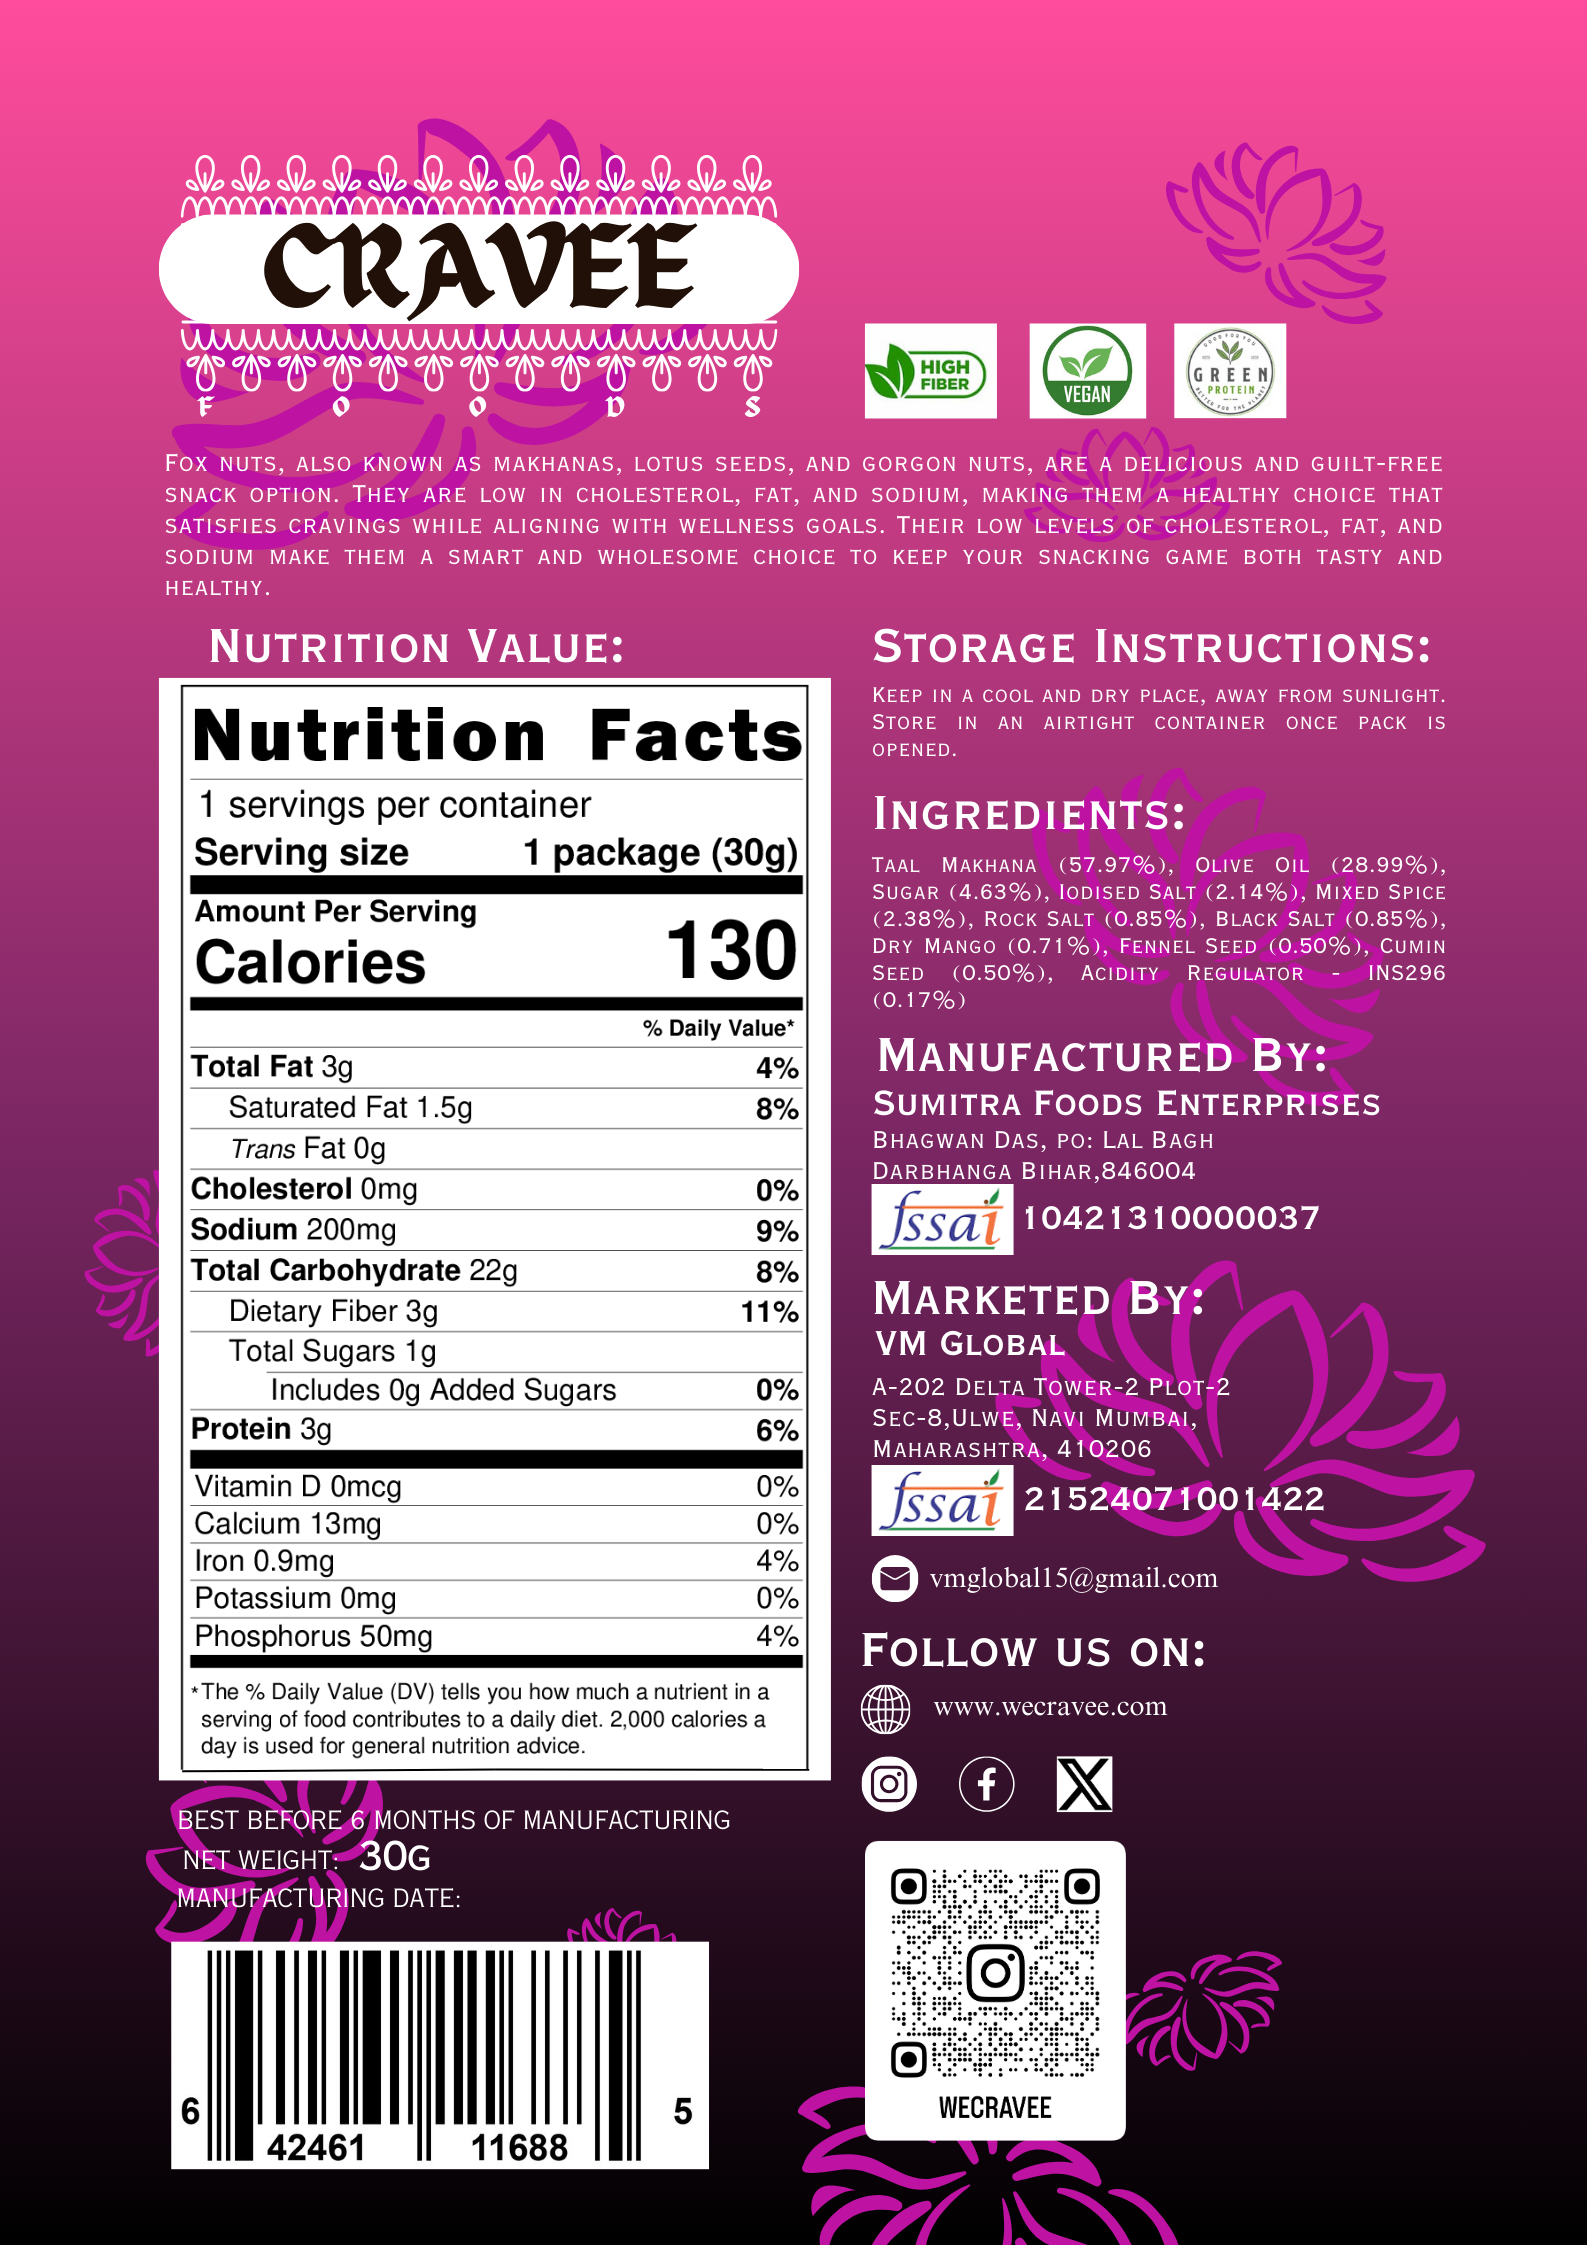 CRAVEE
F O O D S
HIGH
FIBER
VEGAN
GOOD FOR YOU
GREEN
PROTEIN
BETTER FOR THE PLANET
Fox nuts, also known as makhanas, lotus seeds, and gorgon nuts, are a delicious and guilt-free
snack option. They are low in cholesterol, fat, and sodium, making them a healthy choice that
satisfies cravings while aligning with wellness goals. Their low levels of cholesterol, fat, and
sodium make them a smart and wholesome choice to keep your snacking game both tasty and
healthy.
Nutrition Value:
Nutrition Facts
1 servings per container
Serving size 1 package (30g)
Amount Per Serving
Calories 130
% Daily Value*
Total Fat 3g 4%
Saturated Fat 1.5g 8%
Trans Fat 0g
Cholesterol 0mg 0%
Sodium 200mg 9%
Total Carbohydrate 22g 8%
Dietary Fiber 3g 11%
Total Sugars 1g
Includes 0g Added Sugars 0%
Protein 3g 6%
Vitamin D 0mcg 0%
Calcium 13mg 0%
Iron 0.9mg 4%
Potassium 0mg 0%
Phosphorus 50mg 4%
*The % Daily Value (DV) tells you how much a nutrient in a
serving of food contributes to a daily diet. 2,000 calories a
day is used for general nutrition advice.
BEST BEFORE 6 MONTHS OF MANUFACTURING
NET WEIGHT: 30G
MANUFACTURING DATE:
6 42461 11688 5
Storage Instructions:
Keep in a cool and dry place, away from sunlight.
Store in an airtight container once pack is
opened.
Ingredients:
Taal Makhana (57.97%), Olive Oil (28.99%),
Sugar (4.63%), Iodised Salt (2.14%), Mixed Spice
(2.38%), Rock Salt (0.85%), Black Salt (0.85%),
Dry Mango (0.71%), Fennel Seed (0.50%), Cumin
Seed (0.50%), Acidity Regulator - INS296
(0.17%)
Manufactured By:
Sumitra Foods Enterprises
Bhagwan Das, po: Lal Bagh
Darbhanga Bihar,846004
fssai 10421310000037
Marketed By:
VM Global
A-202 Delta Tower-2 Plot-2
Sec-8,Ulwe, Navi Mumbai,
Maharashtra, 410206
fssai 21524071001422
vmglobal15@gmail.com
Follow us on:
www.wecravee.com
WECRAVEE